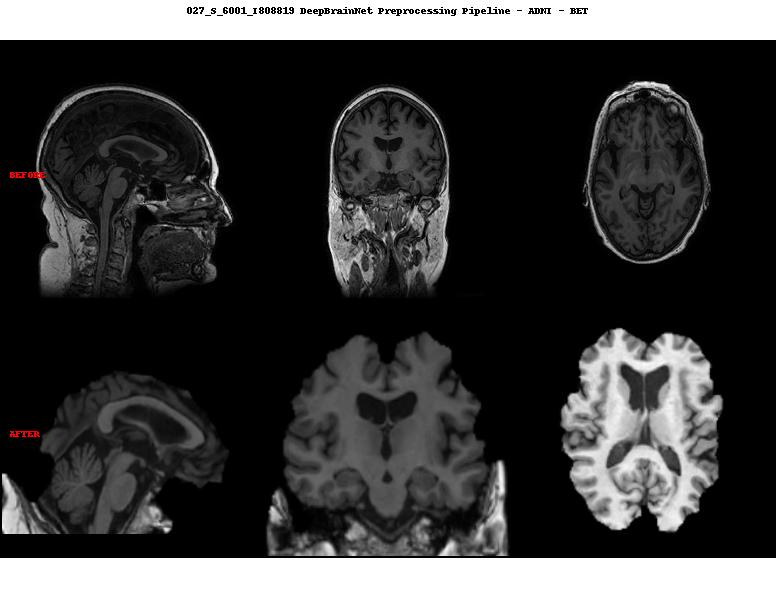 027_S_6001_I808819 DeepBrainNet Preprocessing Pipeline - ADNI - BET
BEFORE
AFTER